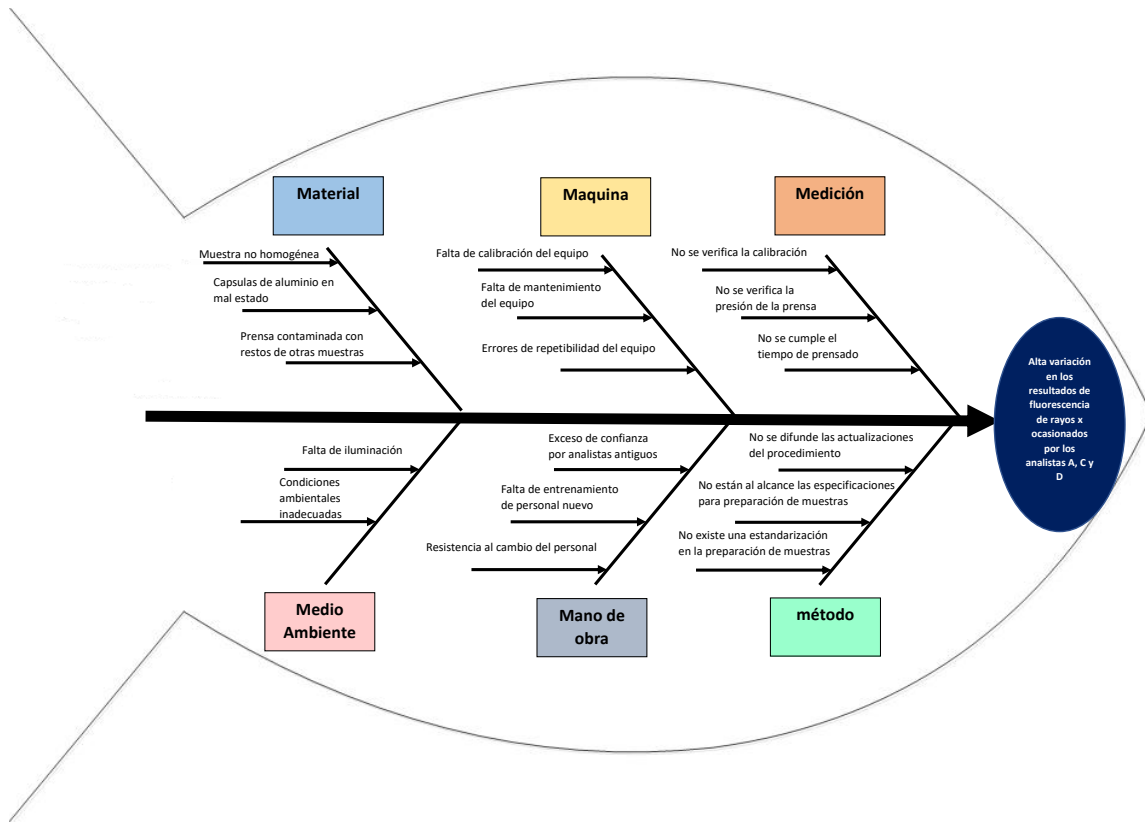 Material
Maquina
Medición
Muestra no homogénea
Capsulas de aluminio en
mal estado
Prensa contaminada con
restos de otras muestras
Falta de calibración del equipo
Falta de mantenimiento
del equipo
Errores de repetibilidad del equipo
No se verifica la calibración
No se verifica la
presión de la prensa
No se cumple el
tiempo de prensado
Alta variación
en los
resultados de
fluorescencia
de rayos x
ocasionados
por los
analistas A, C y
D
Falta de iluminación
Condiciones
ambientales
inadecuadas
Exceso de confianza
por analistas antiguos
Falta de entrenamiento
de personal nuevo
Resistencia al cambio del personal
No se difunde las actualizaciones
del procedimiento
No están al alcance las especificaciones
para preparación de muestras
No existe una estandarización
en la preparación de muestras
Medio
Ambiente
Mano de
obra
método